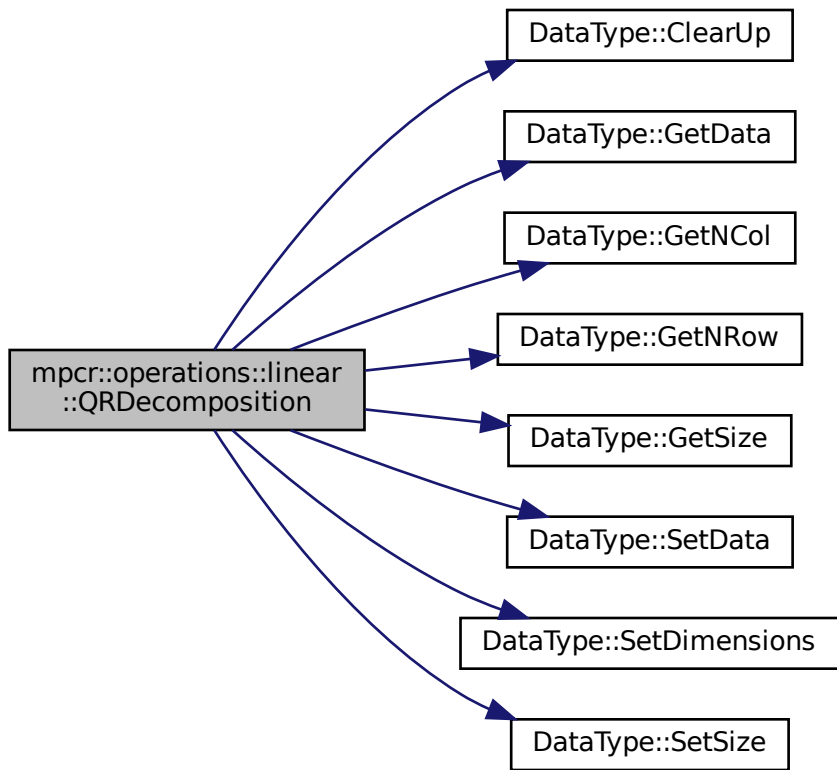 DataType::ClearUp
DataType::GetData
DataType::GetNCol
DataType::GetNRow
mpcr::operations::linear
::QRDecomposition
DataType::GetSize
DataType::SetData
DataType::SetDimensions
DataType::SetSize